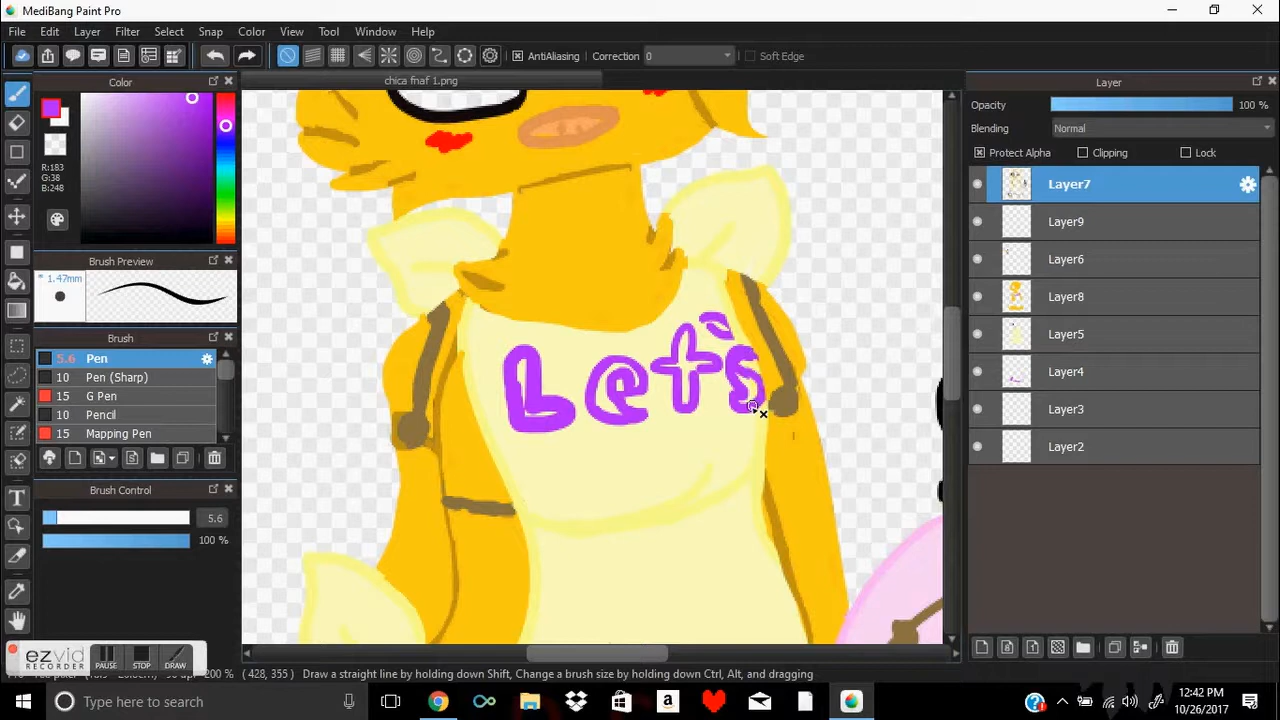 MediBang Paint Pro
File Edit Layer Filter Select Snap Color View Tool Window Help
AntiAliasing Correction 0 Soft Edge
Color
chica fnaf 1.png
Layer
Opacity 100 %
Blending Normal
Protect Alpha Clipping Lock
R:183
G:38
B:248
Layer7
Layer9
Layer6
Layer8
Layer5
Layer4
Layer3
Layer2
Brush Preview
* 1.47mm
Brush
5.6 Pen
10 Pen (Sharp)
15 G Pen
10 Pencil
15 Mapping Pen
Brush Control
5.6
100 %
T
Let's
ezvid
RECORDER
PAUSE STOP DRAW
200 % ( 428, 355 ) Draw a straight line by holding down Shift, Change a brush size by holding down Ctrl, Alt, and dragging
Type here to search
12:42 PM
10/26/2017